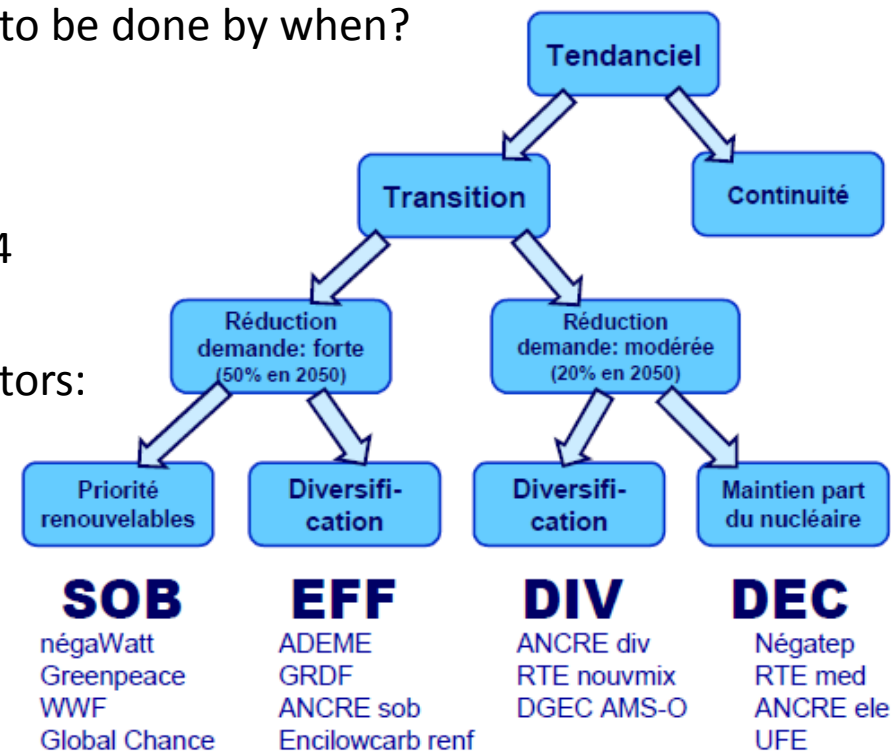 to be done by when?
Tendanciel
Transition
Continuité
4
Réduction
demande: forte
(50% en 2050)
Réduction
demande: modérée
(20% en 2050)
tors:
Priorité
renouvelables
Diversifi-
cation
Diversifi-
cation
Maintien part
du nucléaire
SOB
négaWatt
Greenpeace
WWF
Global Chance
EFF
ADEME
GRDF
ANCRE sob
Encilowcarb renf
DIV
ANCRE div
RTE nouvmix
DGEC AMS-O
DEC
Négatep
RTE med
ANCRE ele
UFE